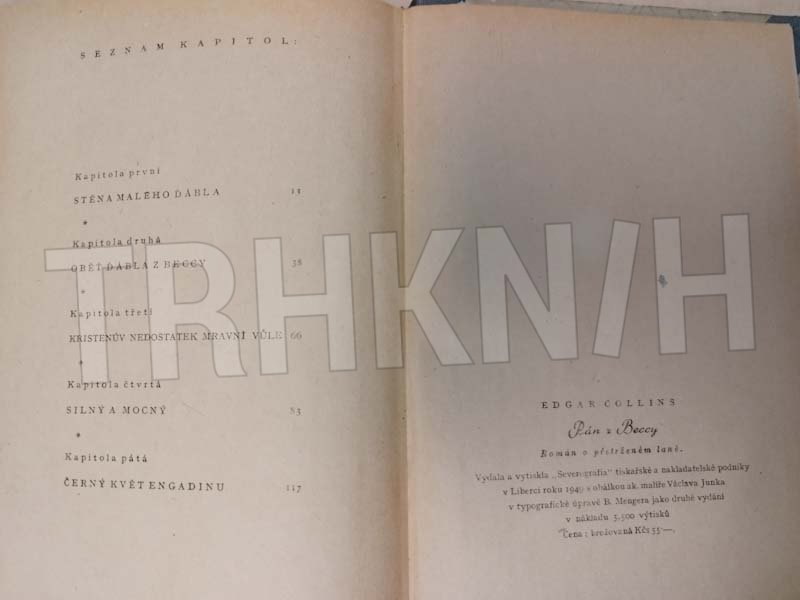 SEZNAM KAPITOL:
Kapitola první
STĚNA MALÉHO ĎÁBLA 11
*
Kapitola druhá
OBĚŤ ĎÁBLA Z BECCY 38
*
Kapitola třetí
KRISTENŮV NEDOSTATEK MRAVNÍ VŮLE 66
*
Kapitola čtvrtá
SILNÝ A MOCNÝ 83
*
Kapitola pátá
ČERNÝ KVĚT ENGADINU 117
TRHKN/H
EDGAR COLLINS
Pán z Beccy
Román o přetrženém laně.
Vydala a vytiskla „Severografia" tiskařské a nakladatelské podniky
v Liberci roku 1949 s obálkou ak. malíře Václava Junka
v typografické úpravě B. Mengera jako druhé vydání
v nákladu 5,500 výtisků
Cena: brožovaná Kčs 55·—,